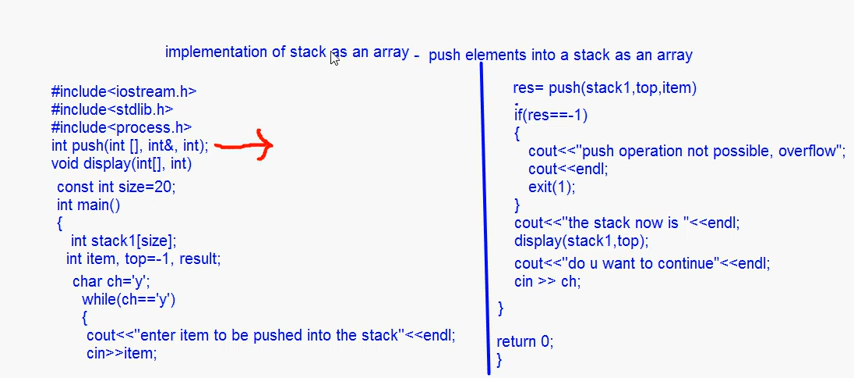 implementation of stack as an array - push elements into a stack as an array
#include<iostream.h>
#include<stdlib.h>
#include<process.h>
int push(int [], int&, int);
void display(int[], int)
const int size=20;
int main()
{
int stack1[size];
int item, top=-1, result;
char ch='y';
while(ch=='y')
{
cout<<"enter item to be pushed into the stack"<<endl;
cin>>item;
res= push(stack1,top,item)
if(res==-1)
{
cout<<"push operation not possible, overflow";
cout<<endl;
exit(1);
}
cout<<"the stack now is "<<endl;
display(stack1,top);
cout<<"do u want to continue"<<endl;
cin >> ch;
}
return 0;
}